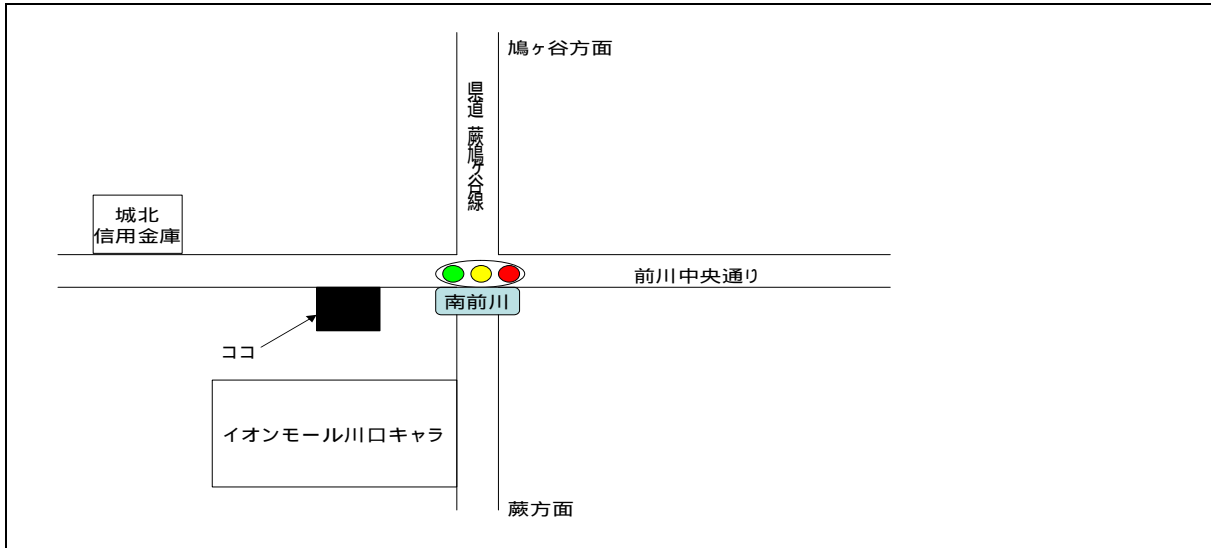 鳩ヶ谷方面
県道 蕨鳩ヶ谷線
城北
信用金庫
前川中央通り
南前川
ココ
イオンモール川口キャラ
蕨方面